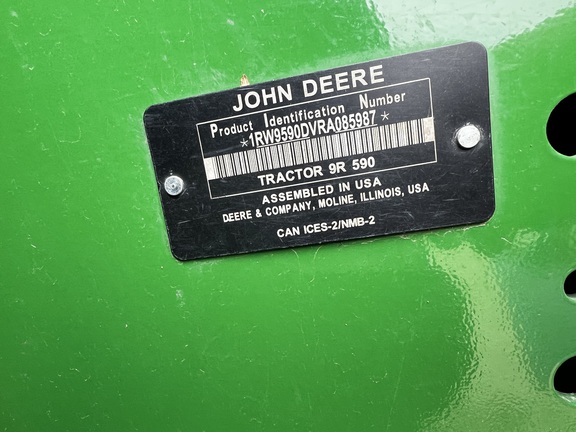 JOHN DEERE
Product Identification Number
*1RW9590DVRA085987*
TRACTOR 9R 590
ASSEMBLED IN USA
DEERE & COMPANY, MOLINE, ILLINOIS, USA
CAN ICES-2/NMB-2